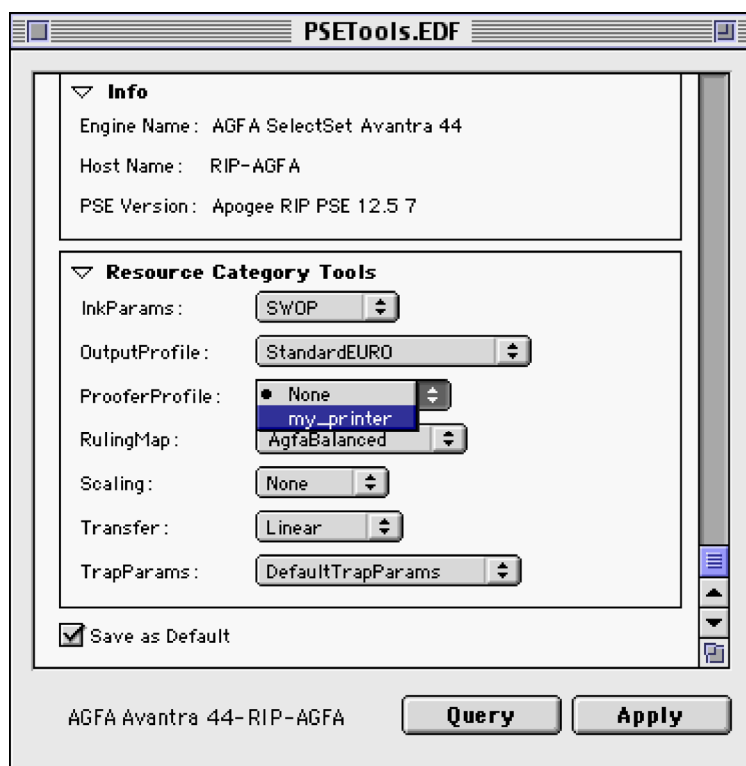 PSETools.EDF
Info
Engine Name: AGFA SelectSet Avantra 44
Host Name: RIP-AGFA
PSE Version: Apogee RIP PSE 12.5 7
Resource Category Tools
InkParams: SWOP
OutputProfile: StandardEURO
ProoferProfile: None
my_printer
RulingMap: AgfaBalanced
Scaling: None
Transfer: Linear
TrapParams: DefaultTrapParams
Save as Default
AGFA Avantra 44-RIP-AGFA Query Apply